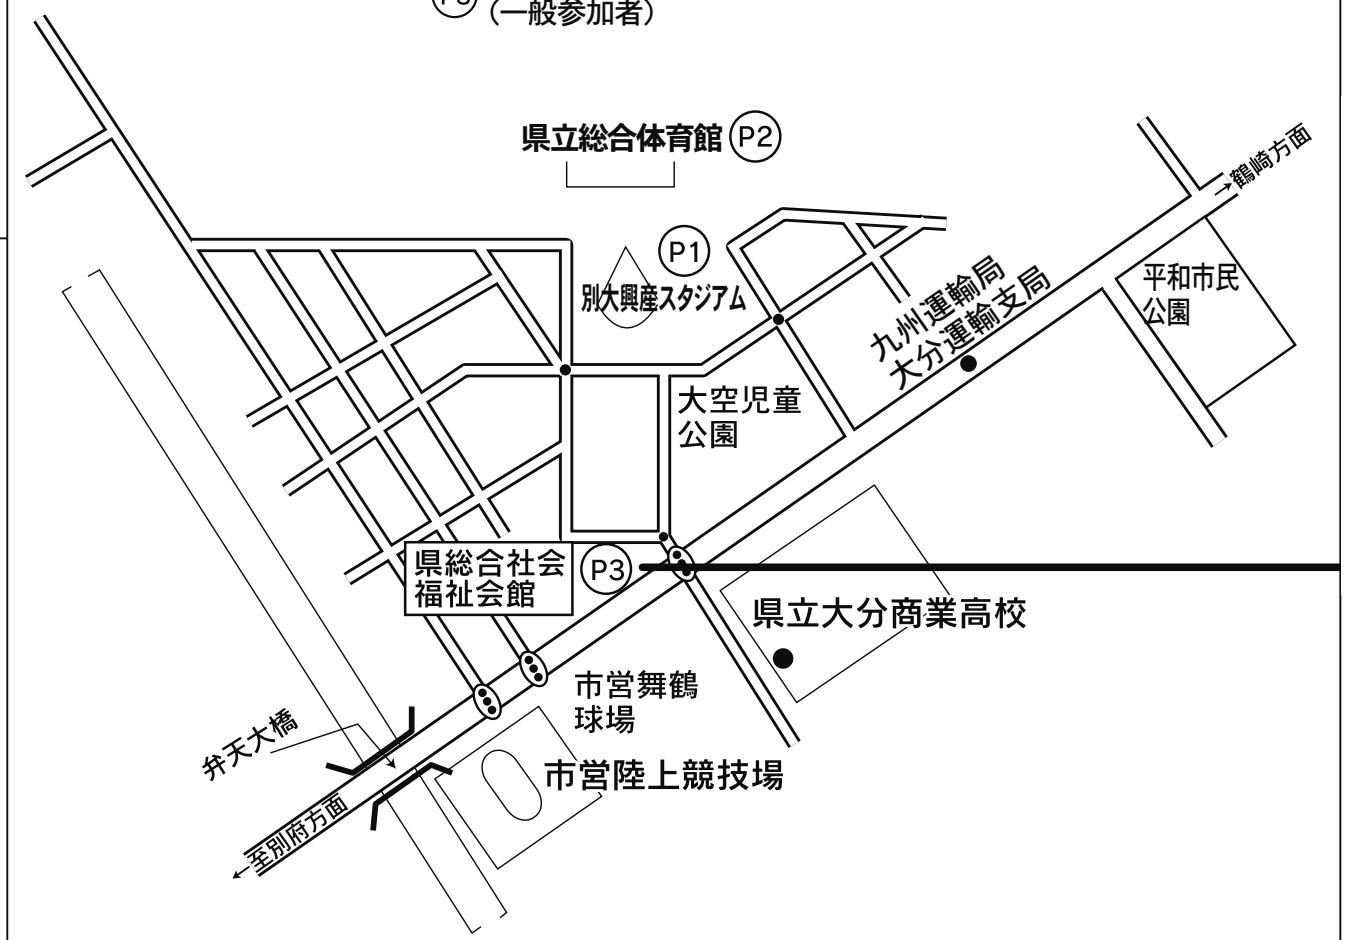 （一般参加者）
県立総合体育館 P2
鶴崎方面
P1
別大興産スタジアム
平和市民
公園
九州運輸局
大分運輸支局
大空児童
公園
県総合社会
福祉会館
P3
県立大分商業高校
市営舞鶴
球場
弁天大橋
市営陸上競技場
至別府方面